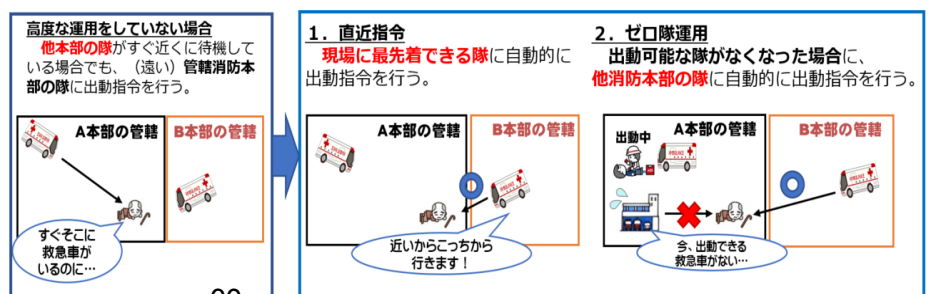 高度な運用をしていない場合
他本部の隊がすぐ近くに待機して
いる場合でも、（遠い）管轄消防本
部の隊に出動指令を行う。
A本部の管轄
B本部の管轄
すぐそこに
救急車が
いるのに…
１．直近指令
現場に最先着できる隊に自動的に
出動指令を行う。
A本部の管轄
B本部の管轄
近いからこっちから
行きます！
２．ゼロ隊運用
出動可能な隊がなくなった場合に、
他消防本部の隊に自動的に出動指令を行う。
出動中
A本部の管轄
B本部の管轄
今、出動できる
救急車がない…